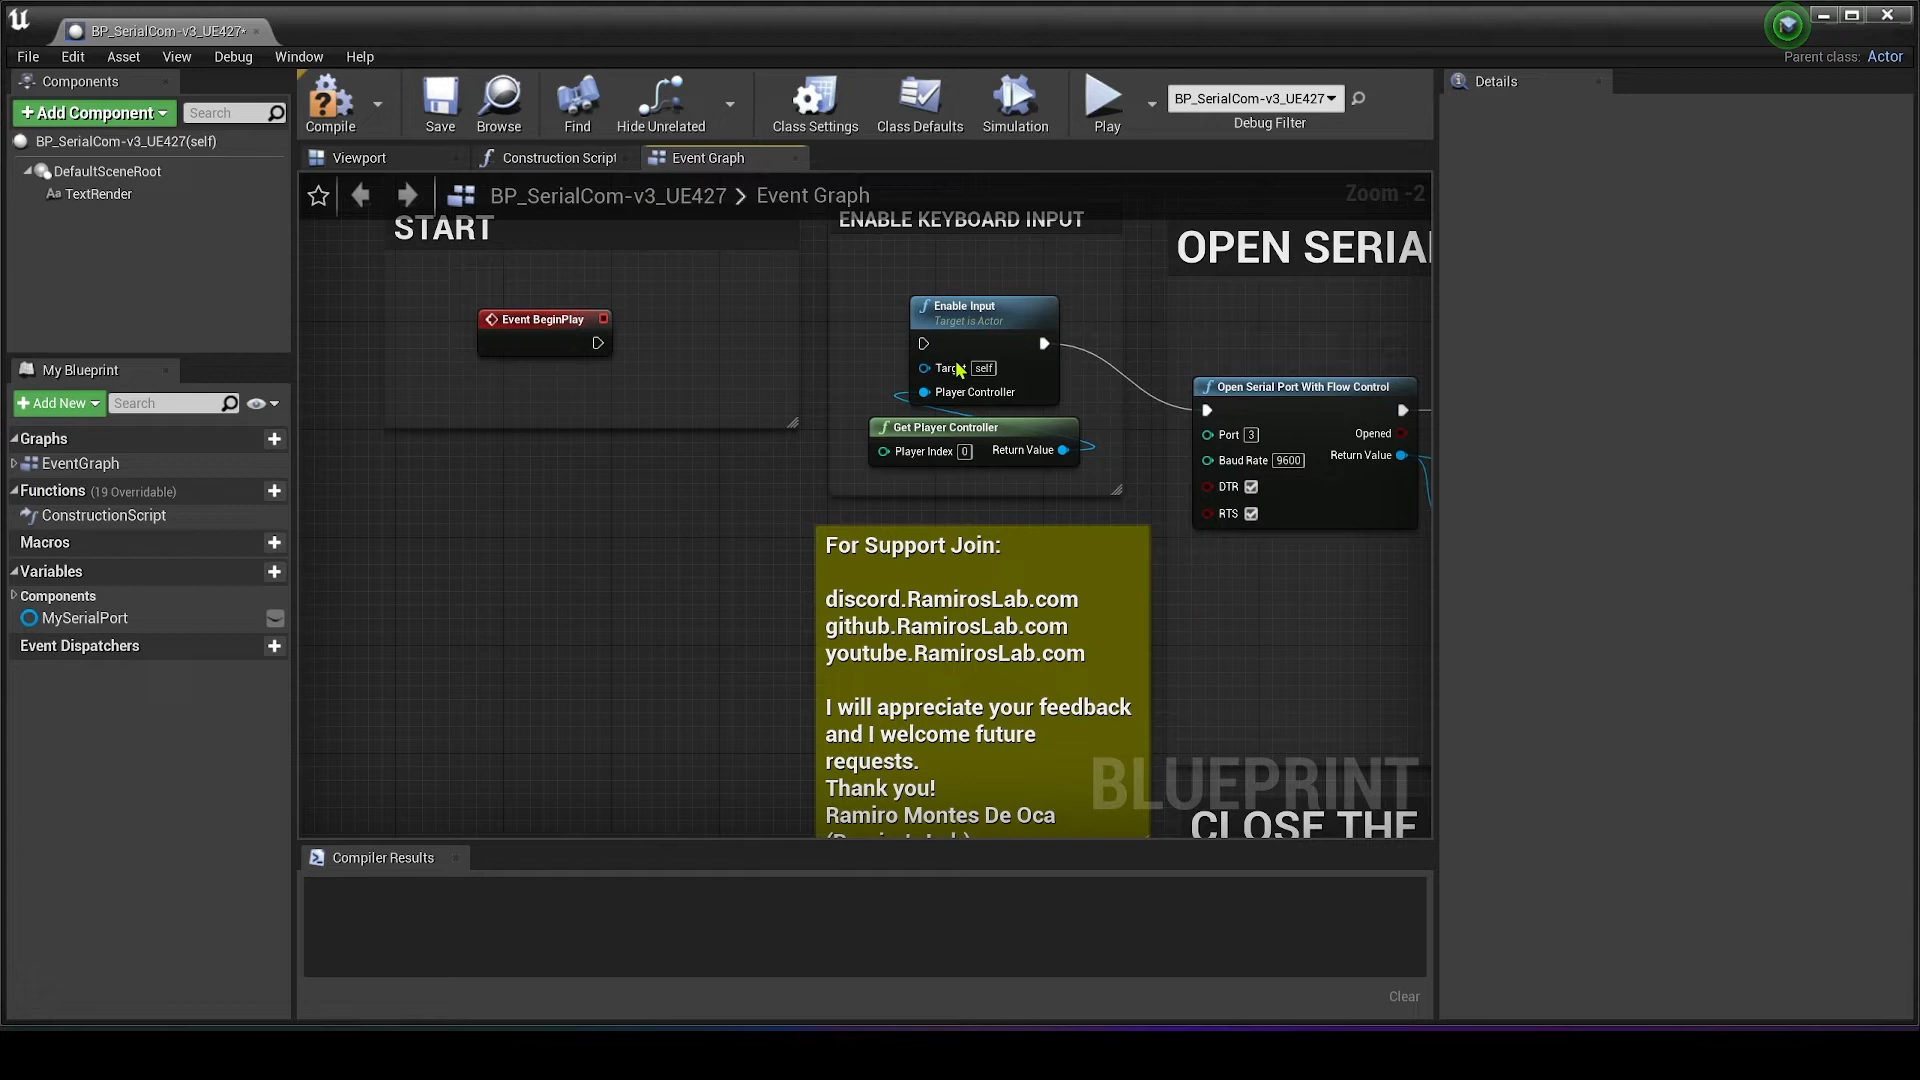 BP_SerialCom-v3_UE427*
File Edit Asset View Debug Window Help
Parent class: Actor
Components
+Add Component
Search
BP_SerialCom-v3_UE427(self)
DefaultSceneRoot
Aa TextRender
My Blueprint
+Add New
Search
Graphs
EventGraph
Functions (19 Overridable)
ConstructionScript
Macros
Variables
Components
MySerialPort
Event Dispatchers
Compile
Save
Browse
Find
Hide Unrelated
Class Settings
Class Defaults
Simulation
Play
BP_SerialCom-v3_UE427
Debug Filter
Viewport
Construction Script
Event Graph
BP_SerialCom-v3_UE427 > Event Graph
Zoom -2
START
Event BeginPlay
ENABLE KEYBOARD INPUT
Enable Input
Target is Actor
Target self
Player Controller
Get Player Controller
Player Index 0
Return Value
OPEN SERIA
Open Serial Port With Flow Control
Port 3
Opened
Baud Rate 9600
Return Value
DTR
RTS
For Support Join:
discord.RamirosLab.com
github.RamirosLab.com
youtube.RamirosLab.com
I will appreciate your feedback
and I welcome future
requests.
Thank you!
Ramiro Montes De Oca
BLUEPRINT
CLOSE THE
Compiler Results
Clear
Details